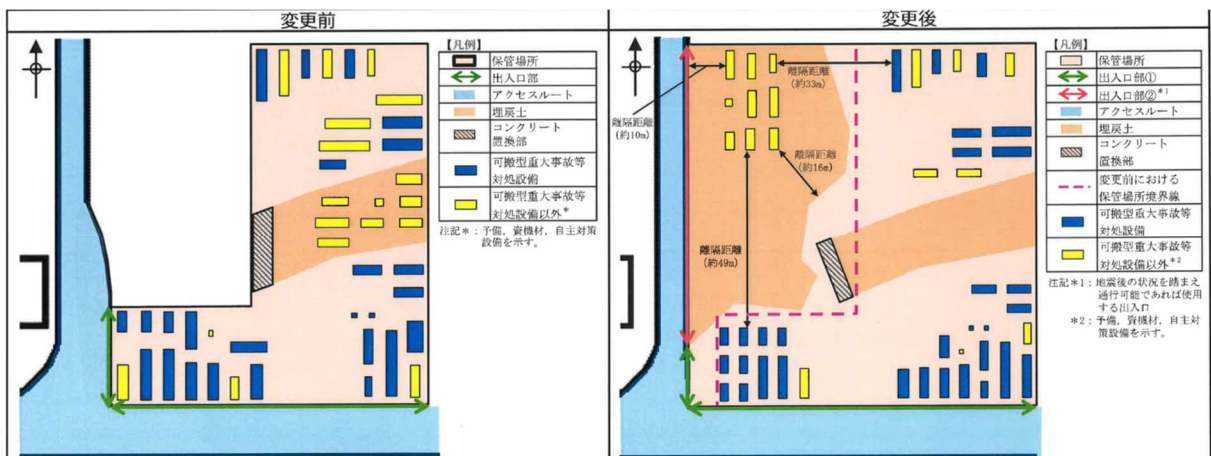 変更前
【凡例】
保管場所
出入口部
アクセスルート
埋戻土
コンクリート
置換部
可搬型重大事故等
対処設備
可搬型重大事故等
対処設備以外*
注記*:予備,資機材,自主対策
設備を示す。
変更後
離隔距離
(約33m)
離隔距離
(約10m)
離隔距離
(約16m)
離隔距離
(約49m)
【凡例】
保管場所
出入口部①
出入口部②*1
アクセスルート
埋戻土
コンクリート
置換部
変更前における
保管場所境界線
可搬型重大事故等
対処設備
可搬型重大事故等
対処設備以外*2
注記*1:地震後の状況を踏まえ
通行可能であれば使用
する出入口
*2:予備,資機材,自主対
策設備を示す。